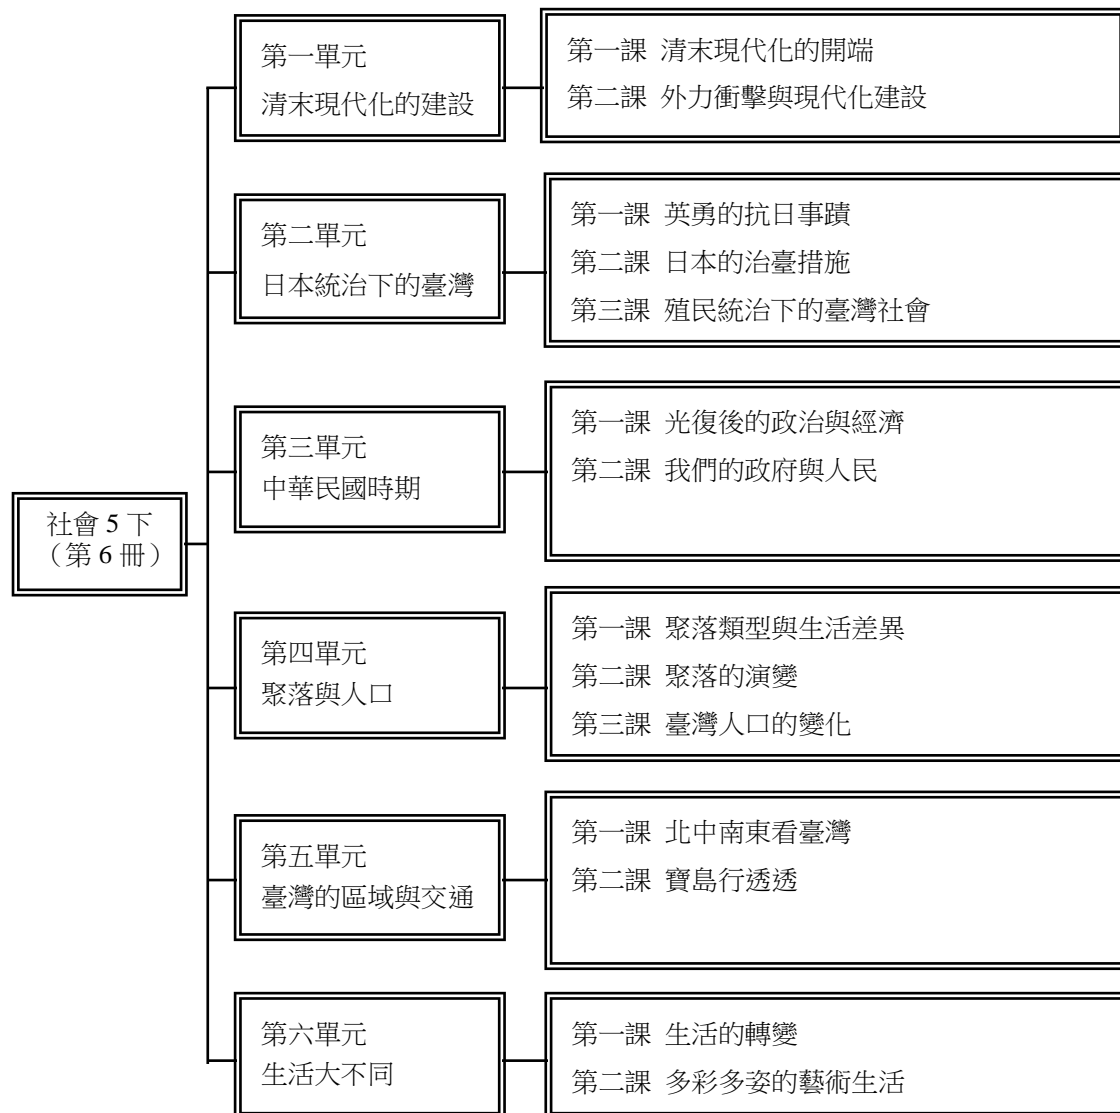 社會 5 下
（第 6 冊）
第一單元
清末現代化的建設
第一課 清末現代化的開端
第二課 外力衝擊與現代化建設
第二單元
日本統治下的臺灣
第一課 英勇的抗日事蹟
第二課 日本的治臺措施
第三課 殖民統治下的臺灣社會
第三單元
中華民國時期
第一課 光復後的政治與經濟
第二課 我們的政府與人民
第四單元
聚落與人口
第一課 聚落類型與生活差異
第二課 聚落的演變
第三課 臺灣人口的變化
第五單元
臺灣的區域與交通
第一課 北中南東看臺灣
第二課 寶島行透透
第六單元
生活大不同
第一課 生活的轉變
第二課 多彩多姿的藝術生活